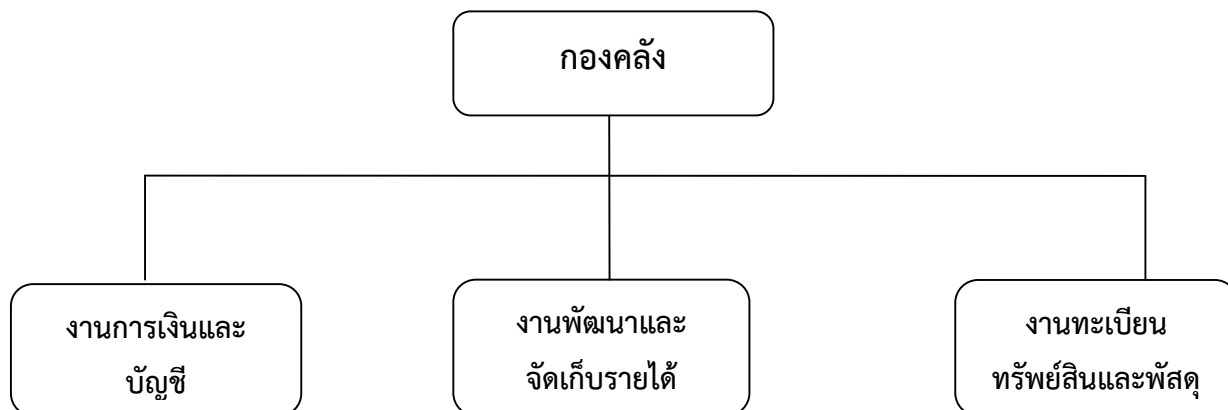 กองคลัง
งานการเงินและ
บัญชี
งานพัฒนาและ
จัดเก็บรายได้
งานทะเบียน
ทรัพย์สินและพัสดุ